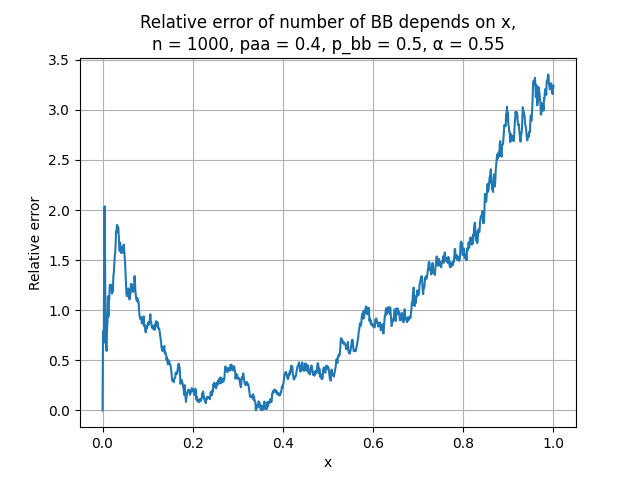 Relative error of number of BB depends on x,
n = 1000, paa = 0.4, p_bb = 0.5, α = 0.55
3.5
3.0
2.5
2.0
1.5
1.0
0.5
0.0
Relative error
0.0 0.2 0.4 0.6 0.8 1.0
x